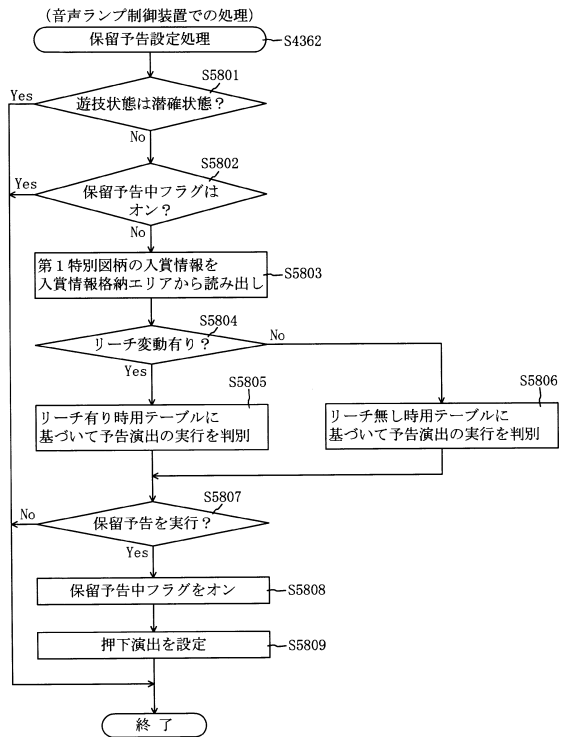 (音声ランプ制御装置での処理)
保留予告設定処理
S4362
S5801
Yes
遊技状態は潜確状態?
No
S5802
Yes
保留予告中フラグは
オン?
No
第1特別図柄の入賞情報を
入賞情報格納エリアから読み出し
S5803
S5804
リーチ変動有り?
No
Yes
S5805
S5806
リーチ有り時用テーブルに
基づいて予告演出の実行を判別
リーチ無し時用テーブルに
基づいて予告演出の実行を判別
S5807
No
保留予告を実行?
Yes
保留予告中フラグをオン
S5808
押下演出を設定
S5809
終了